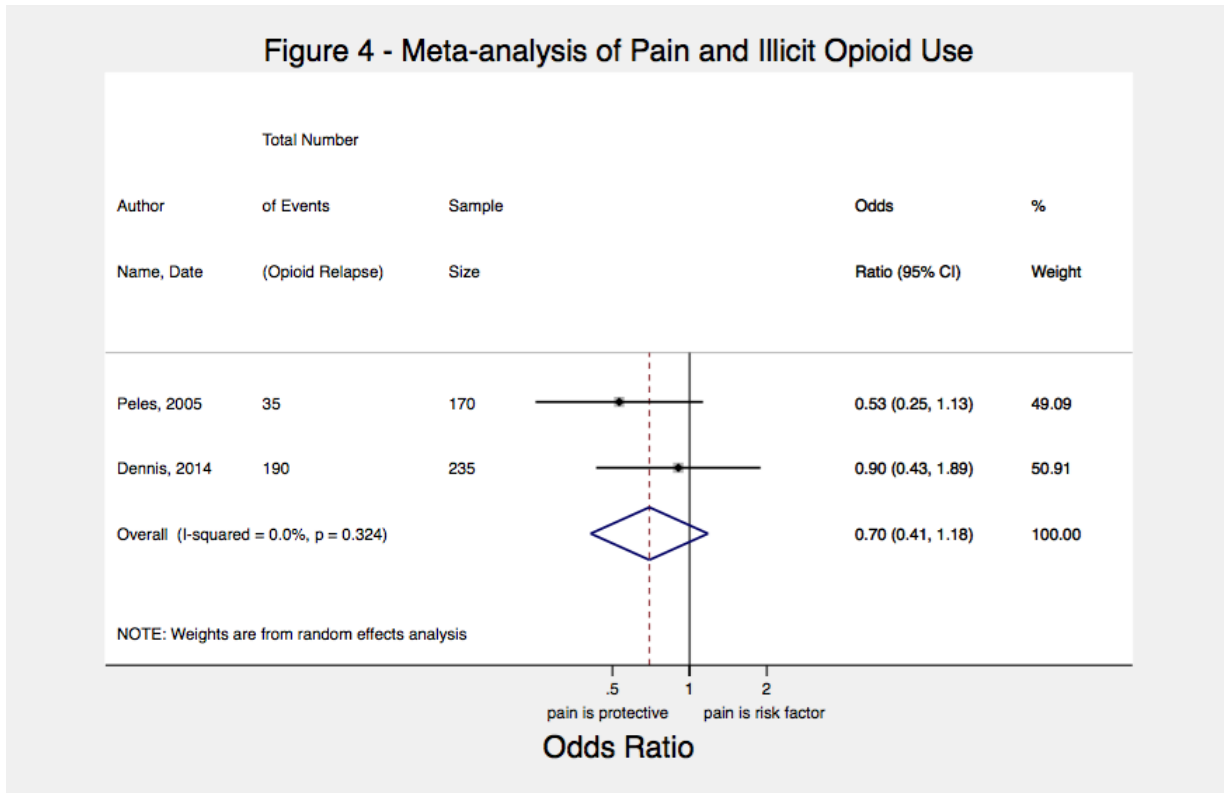 Figure 4 - Meta-analysis of Pain and Illicit Opioid Use
Total Number
Author of Events Sample Odds %
Name, Date (Opioid Relapse) Size Ratio (95% CI) Weight
Peles, 2005 35 170 0.53 (0.25, 1.13) 49.09
Dennis, 2014 190 235 0.90 (0.43, 1.89) 50.91
Overall (I-squared = 0.0%, p = 0.324) 0.70 (0.41, 1.18) 100.00
NOTE: Weights are from random effects analysis
.5 1 2
pain is protective pain is risk factor
Odds Ratio